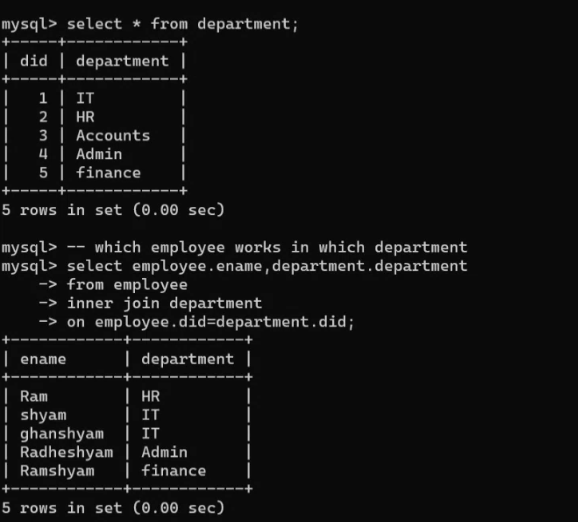 mysql> select * from department;
+-----+------------+
| did | department |
+-----+------------+
|   1 | IT         |
|   2 | HR         |
|   3 | Accounts   |
|   4 | Admin      |
|   5 | finance    |
+-----+------------+
5 rows in set (0.00 sec)

mysql> -- which employee works in which department
mysql> select employee.ename,department.department
    -> from employee
    -> inner join department
    -> on employee.did=department.did;
+------------+------------+
| ename      | department |
+------------+------------+
| Ram        | HR         |
| shyam      | IT         |
| ghanshyam  | IT         |
| Radheshyam | Admin      |
| Ramshyam   | finance    |
+------------+------------+
5 rows in set (0.00 sec)